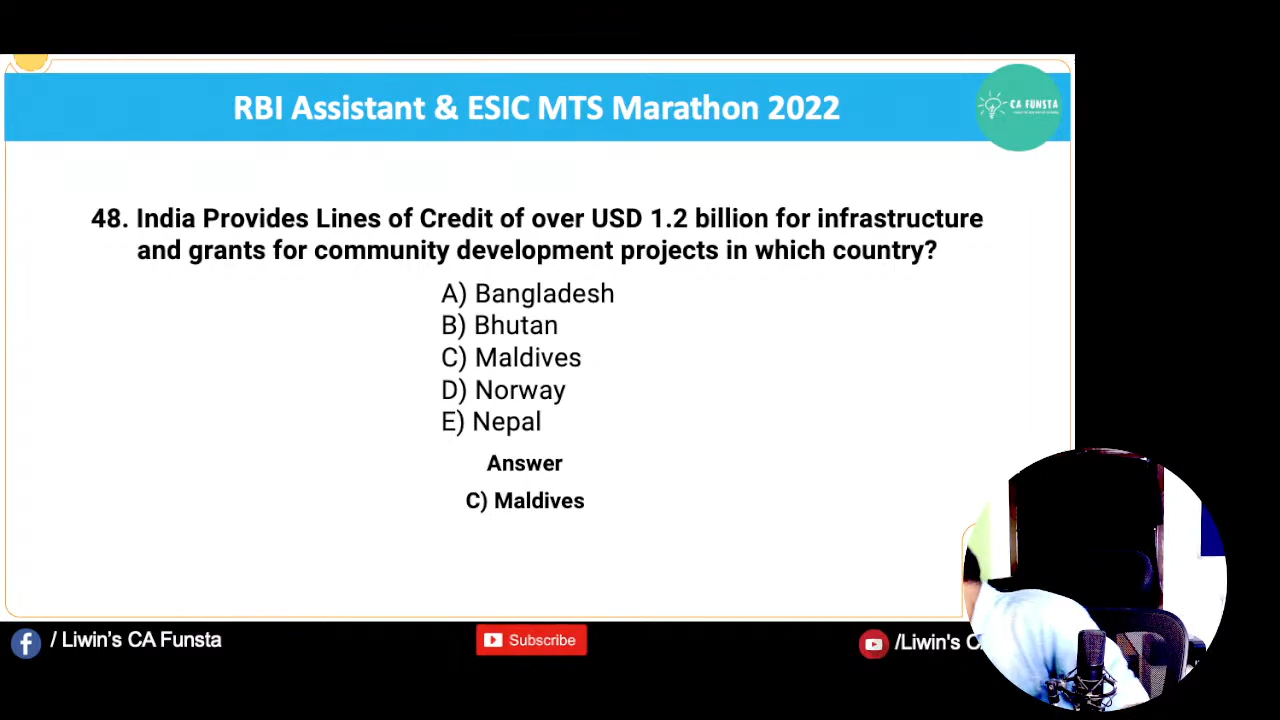 RBI Assistant & ESIC MTS Marathon 2022
CA FUNSTA
48. India Provides Lines of Credit of over USD 1.2 billion for infrastructure
and grants for community development projects in which country?
A) Bangladesh
B) Bhutan
C) Maldives
D) Norway
E) Nepal
Answer
C) Maldives
/ Liwin's CA Funsta
Subscribe
/Liwin's